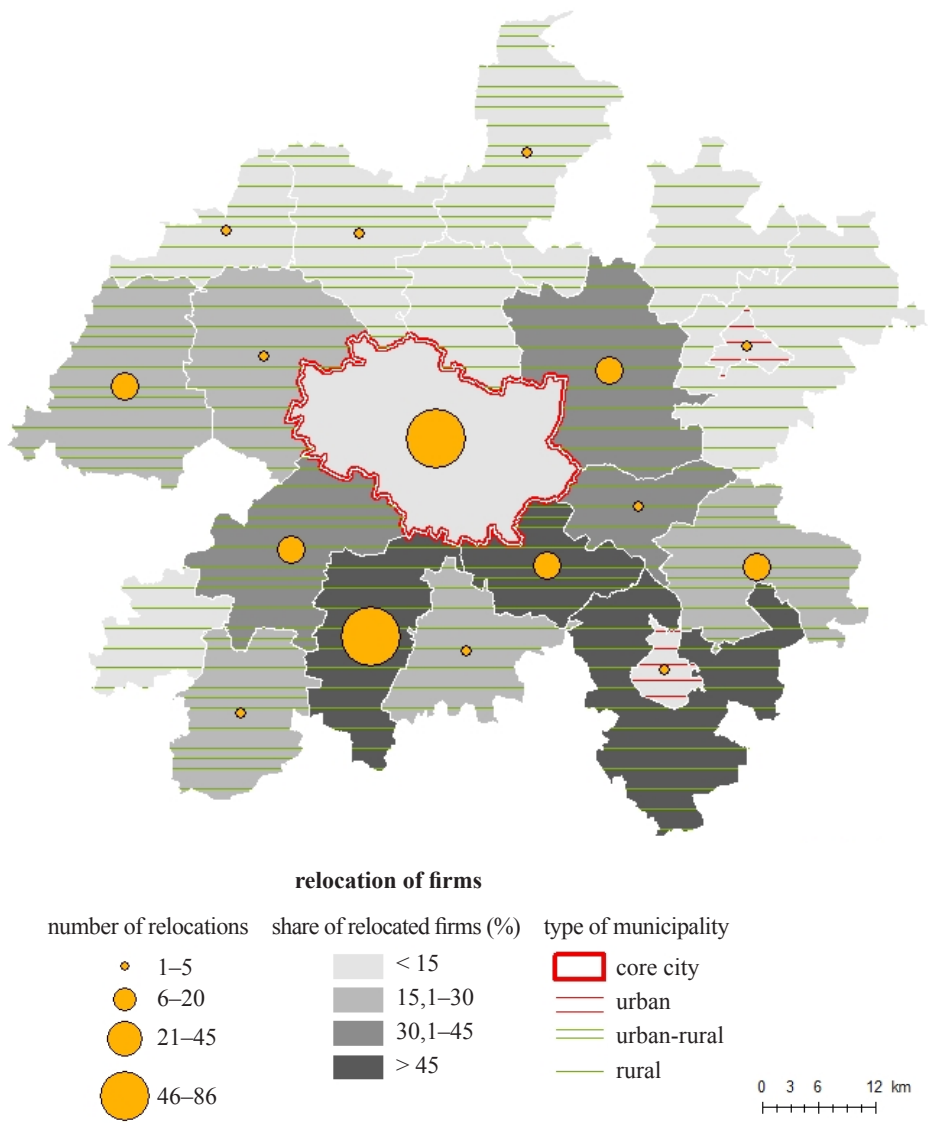 relocation of firms
number of relocations
1–5
6–20
21–45
46–86
share of relocated firms (%)
< 15
15,1–30
30,1–45
> 45
type of municipality
core city
urban
urban-rural
rural
0 3 6 12 km